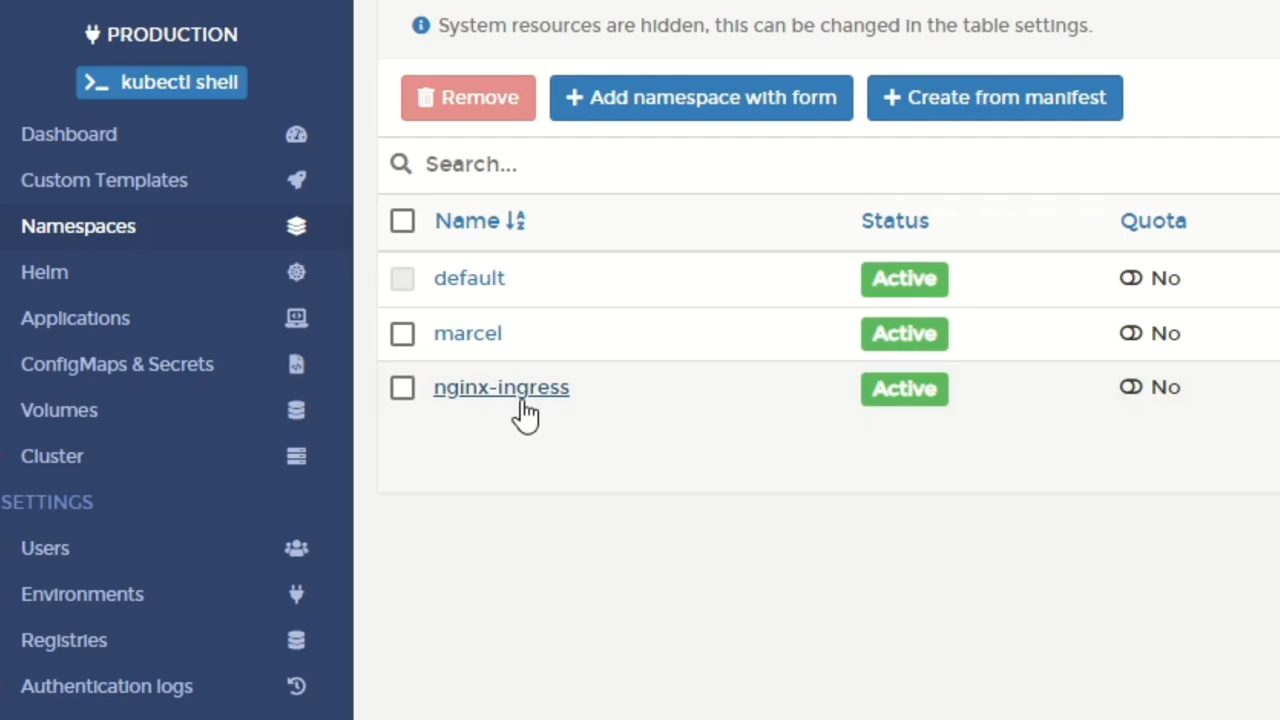 PRODUCTION
kubectl shell
Dashboard
Custom Templates
Namespaces
Helm
Applications
ConfigMaps & Secrets
Volumes
Cluster
SETTINGS
Users
Environments
Registries
Authentication logs
System resources are hidden, this can be changed in the table settings.
Remove
+ Add namespace with form
+ Create from manifest
Search...
Name Status Quota
default Active No
marcel Active No
nginx-ingress Active No